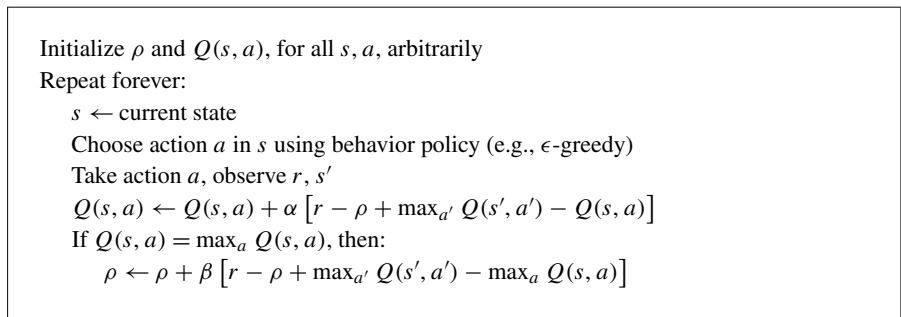 Initialize ρ and Q(s, a), for all s, a, arbitrarily
Repeat forever:
s ← current state
Choose action a in s using behavior policy (e.g., ϵ-greedy)
Take action a, observe r, s′
Q(s, a) ← Q(s, a) + α [r − ρ + max_{a′} Q(s′, a′) − Q(s, a)]
If Q(s, a) = max_a Q(s, a), then:
ρ ← ρ + β [r − ρ + max_{a′} Q(s′, a′) − max_a Q(s, a)]